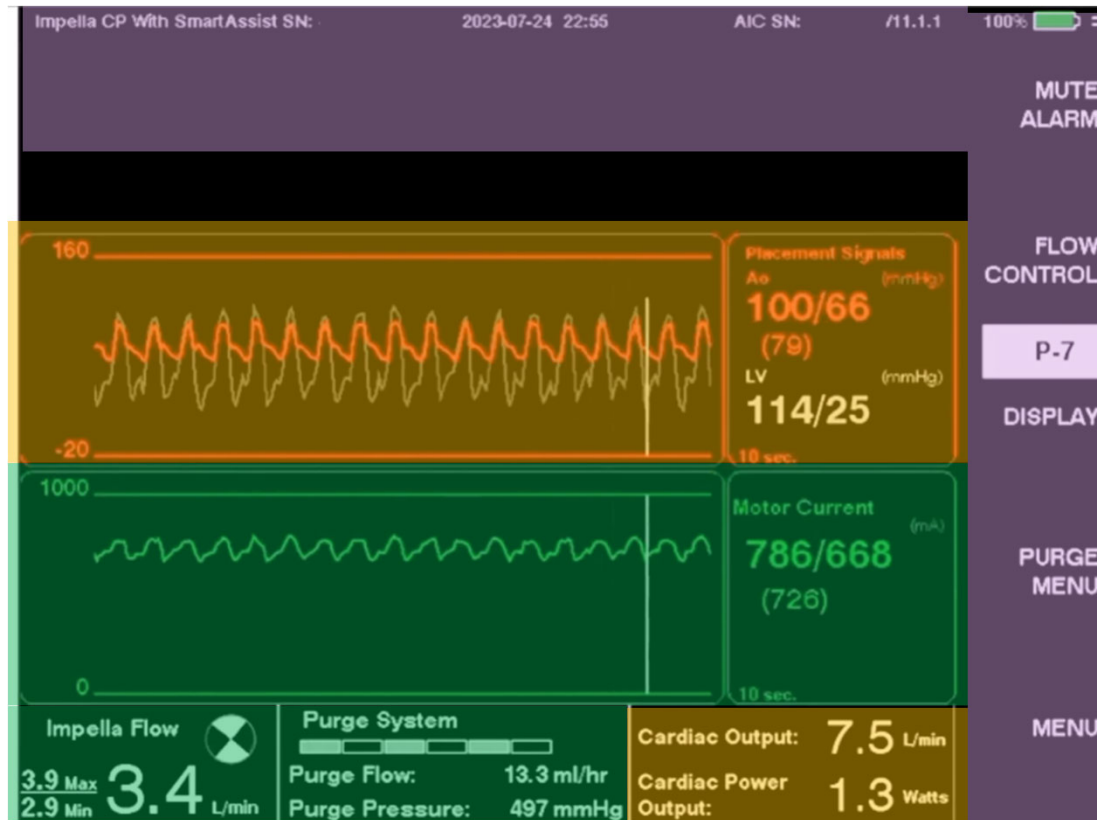 Impella CP With SmartAssist SN: 2023-07-24 22:55 AIC SN: /11.1.1 100%
MUTE
ALARM
FLOW
CONTROL
P-7
DISPLAY
PURGE
MENU
MENU
160
-20
Placement Signals
Ao (mmHg)
100/66
(79)
LV (mmHg)
114/25
10 sec.
1000
0
Motor Current
(mA)
786/668
(726)
10 sec.
Impella Flow
3.9 Max
2.9 Min
3.4 L/min
Purge System
Purge Flow: 13.3 ml/hr
Purge Pressure: 497 mmHg
Cardiac Output: 7.5 L/min
Cardiac Power
Output: 1.3 Watts